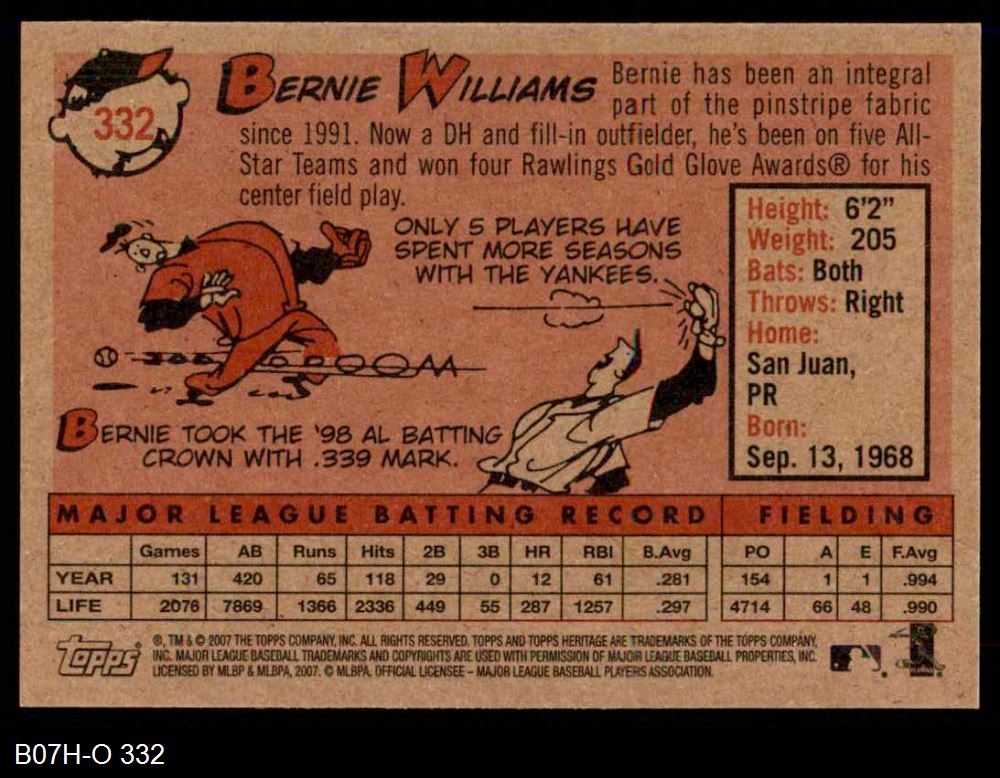 332
BERNIE WILLIAMS
Bernie has been an integral
part of the pinstripe fabric
since 1991. Now a DH and fill-in outfielder, he's been on five All-
Star Teams and won four Rawlings Gold Glove Awards® for his
center field play.
ONLY 5 PLAYERS HAVE
SPENT MORE SEASONS
WITH THE YANKEES.
BERNIE TOOK THE '98 AL BATTING
CROWN WITH .339 MARK.
Height: 6'2"
Weight: 205
Bats: Both
Throws: Right
Home:
San Juan,
PR
Born:
Sep. 13, 1968
MAJOR LEAGUE BATTING RECORD FIELDING
Games AB Runs Hits 2B 3B HR RBI B.Avg PO A E F.Avg
YEAR 131 420 65 118 29 0 12 61 .281 154 1 1 .994
LIFE 2076 7869 1366 2336 449 55 287 1257 .297 4714 66 48 .990
Topps
®, TM & © 2007 THE TOPPS COMPANY, INC. ALL RIGHTS RESERVED. TOPPS AND TOPPS HERITAGE ARE TRADEMARKS OF THE TOPPS COMPANY,
INC. MAJOR LEAGUE BASEBALL TRADEMARKS AND COPYRIGHTS ARE USED WITH PERMISSION OF MAJOR LEAGUE BASEBALL PROPERTIES, INC.
LICENSED BY MLBP & MLBPA, 2007. © MLBPA. OFFICIAL LICENSEE – MAJOR LEAGUE BASEBALL PLAYERS ASSOCIATION.
B07H-O 332